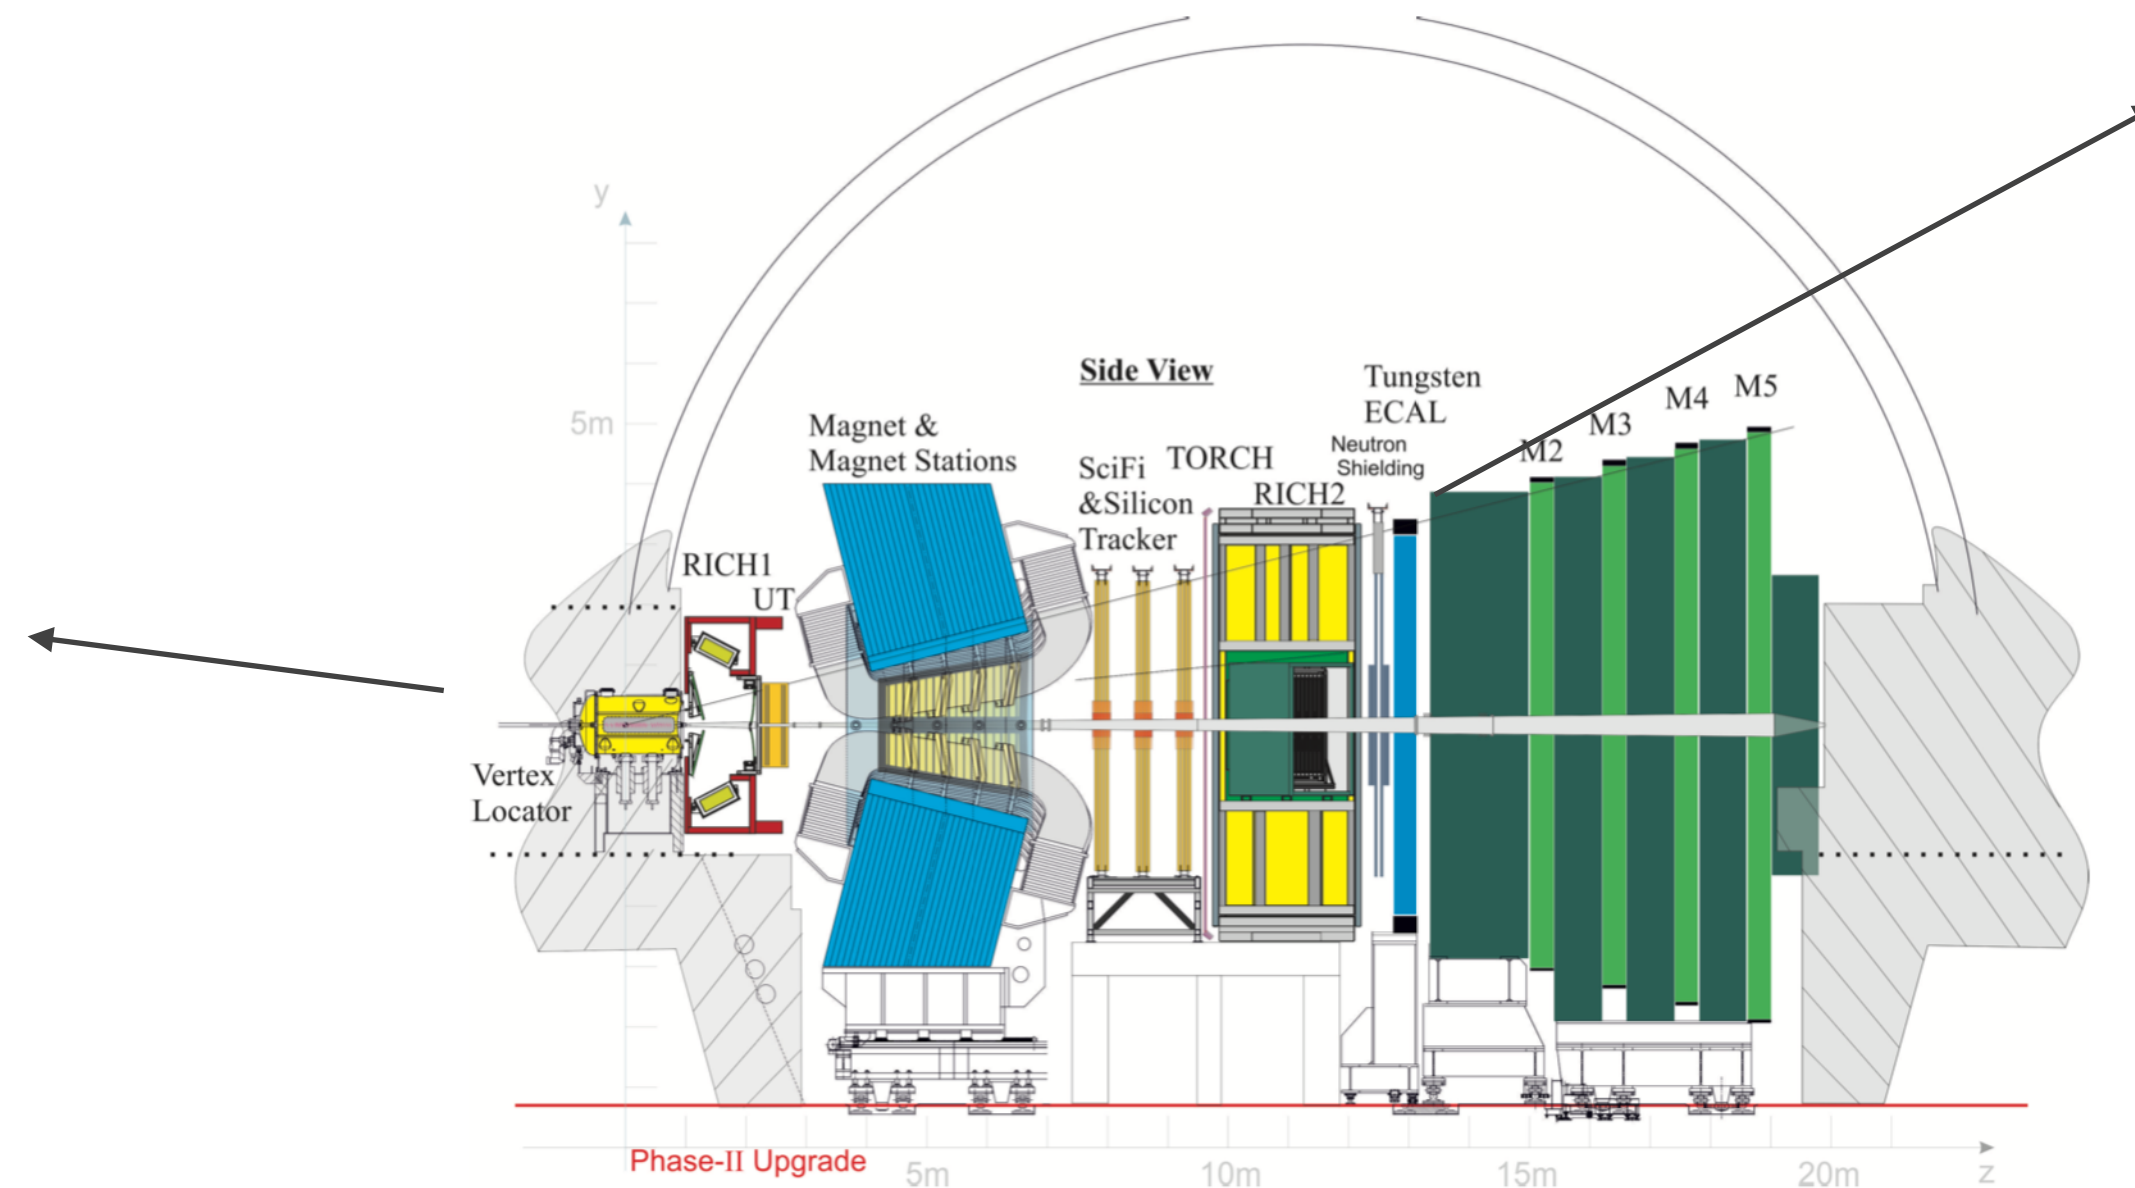 y
Side View
Tungsten
ECAL
M5
M4
M3
M2
5m
Magnet &
Magnet Stations
Neutron
Shielding
SciFi
&Silicon
Tracker
TORCH
RICH2
RICH1
UT
Vertex
Locator
Phase-II Upgrade
5m
10m
15m
20m
z